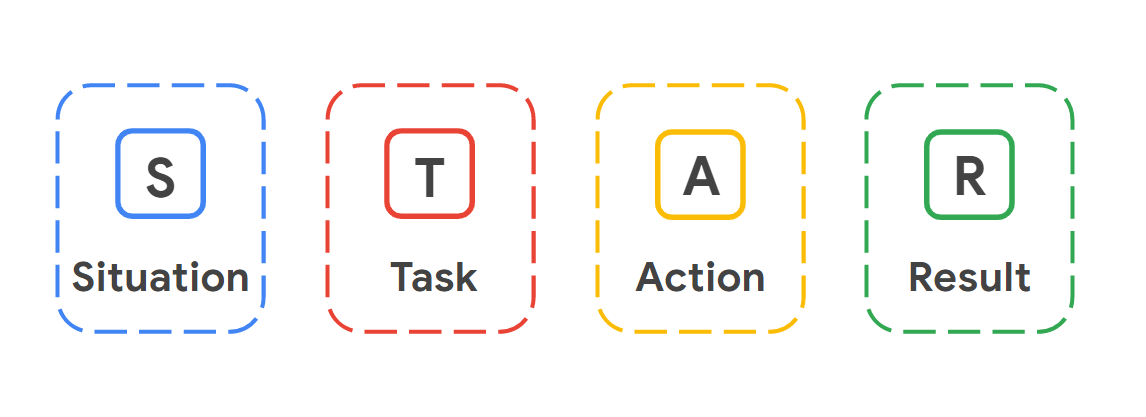 S
T
A
R
Situation
Task
Action
Result